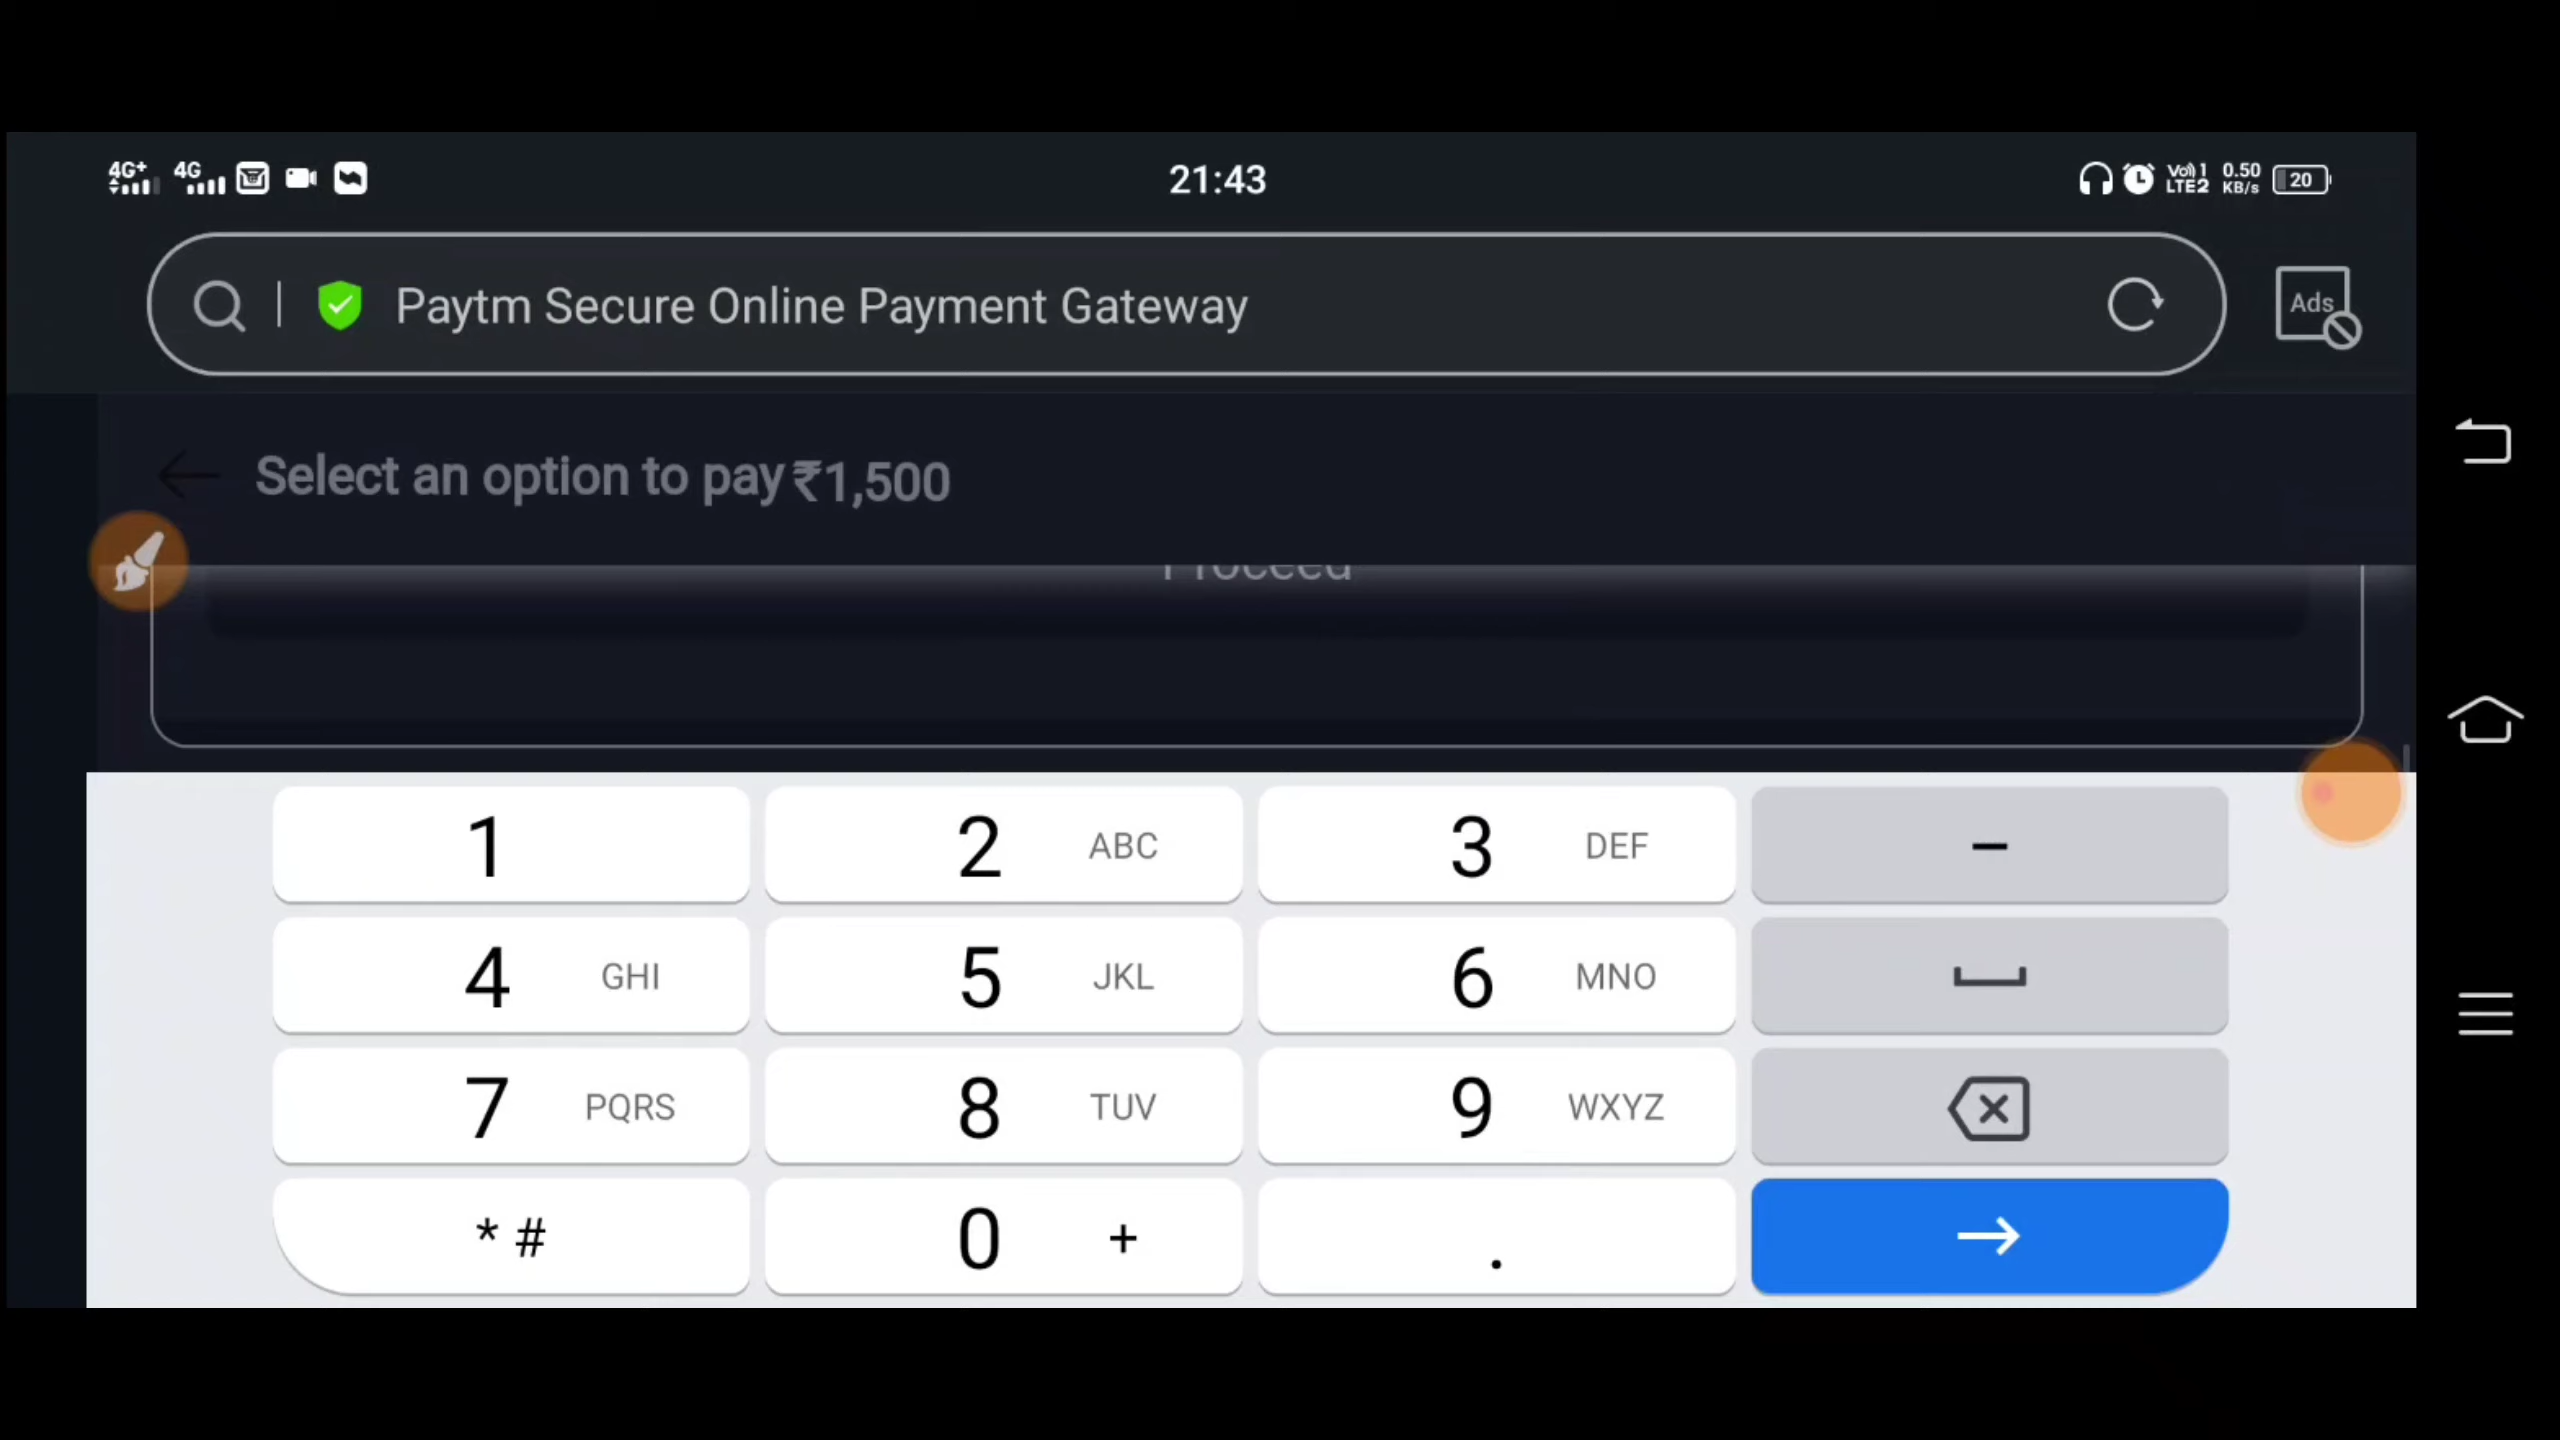 4G+ 4G 21:43 Vo)) 1 LTE2 0.50 KB/s 20
Paytm Secure Online Payment Gateway
Ads
Select an option to pay ₹1,500
Proceed
1 2 ABC 3 DEF -
4 GHI 5 JKL 6 MNO
7 PQRS 8 TUV 9 WXYZ
* # 0 + .